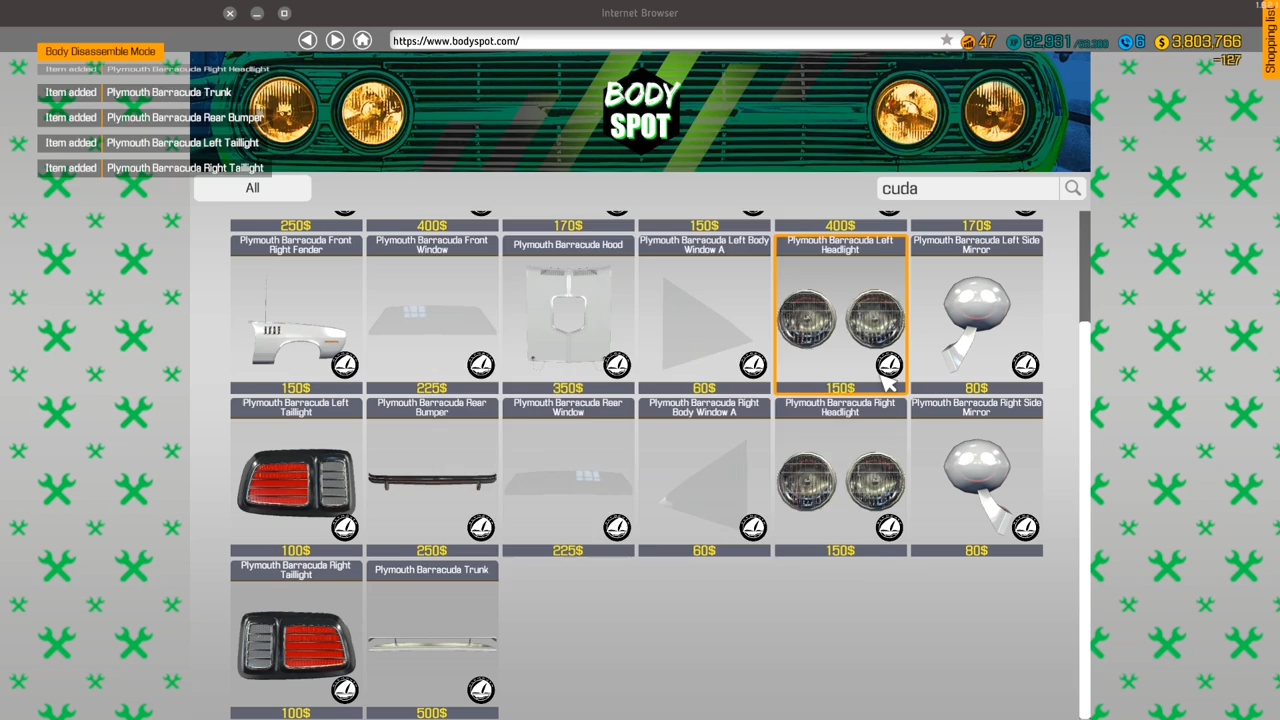 Internet Browser
1.6.2.1
https://www.bodyspot.com/
47
XP 52,931
6
$ 3,803,766
-127
Shopping list
Body Disassemble Mode
Item added Plymouth Barracuda Right Headlight
Item added Plymouth Barracuda Trunk
Item added Plymouth Barracuda Rear Bumper
Item added Plymouth Barracuda Left Taillight
Item added Plymouth Barracuda Right Taillight
BODY
SPOT
All
cuda
250$ 400$ 170$ 150$ 400$ 170$
Plymouth Barracuda Front
Right Fender
Plymouth Barracuda Front
Window
Plymouth Barracuda Hood
Plymouth Barracuda Left Body
Window A
Plymouth Barracuda Left
Headlight
Plymouth Barracuda Left Side
Mirror
150$ 225$ 350$ 60$ 150$ 80$
Plymouth Barracuda Left
Taillight
Plymouth Barracuda Rear
Bumper
Plymouth Barracuda Rear
Window
Plymouth Barracuda Right
Body Window A
Plymouth Barracuda Right
Headlight
Plymouth Barracuda Right Side
Mirror
100$ 250$ 225$ 60$ 150$ 80$
Plymouth Barracuda Right
Taillight
Plymouth Barracuda Trunk
100$ 500$